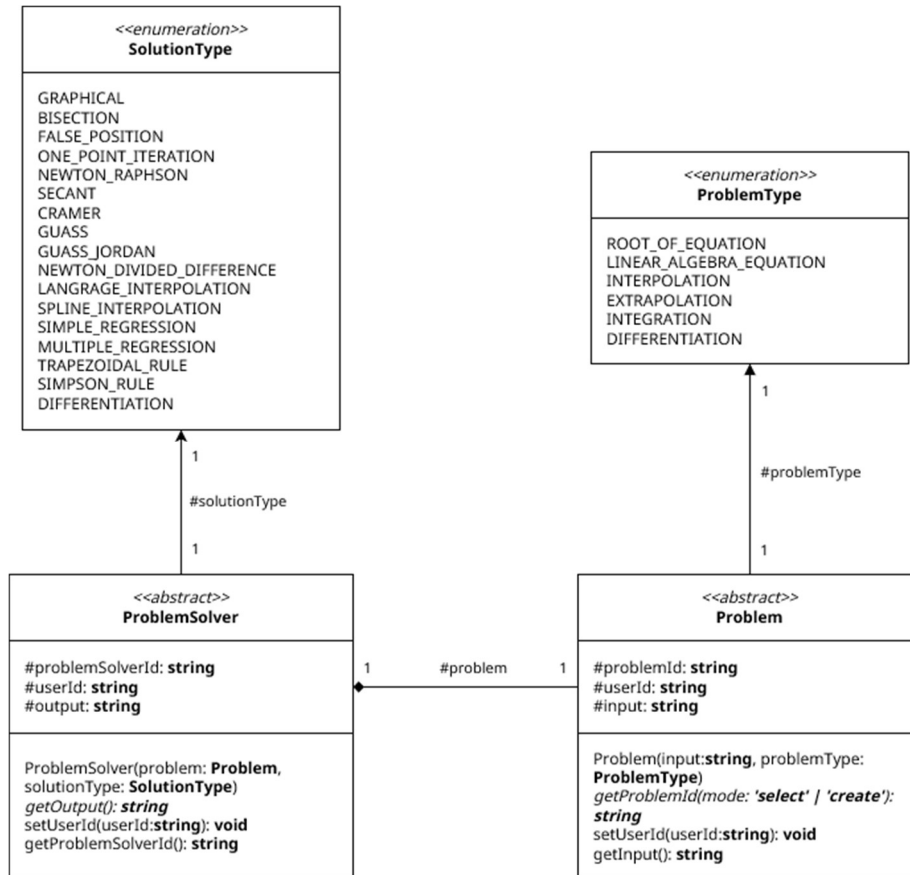 <<enumeration>>
SolutionType
GRAPHICAL
BISECTION
FALSE_POSITION
ONE_POINT_ITERATION
NEWTON_RAPHSON
SECANT
CRAMER
GUASS
GUASS_JORDAN
NEWTON_DIVIDED_DIFFERENCE
LANGRAGE_INTERPOLATION
SPLINE_INTERPOLATION
SIMPLE_REGRESSION
MULTIPLE_REGRESSION
TRAPEZOIDAL_RULE
SIMPSON_RULE
DIFFERENTIATION
<<enumeration>>
ProblemType
ROOT_OF_EQUATION
LINEAR_ALGEBRA_EQUATION
INTERPOLATION
EXTRAPOLATION
INTEGRATION
DIFFERENTIATION
1
#solutionType
1
1
#problemType
1
<<abstract>>
ProblemSolver
#problemSolverId: string
#userId: string
#output: string
ProblemSolver(problem: Problem,
solutionType: SolutionType)
getOutput(): string
setUserId(userId:string): void
getProblemSolverId(): string
1
#problem
1
<<abstract>>
Problem
#problemId: string
#userId: string
#input: string
Problem(input:string, problemType:
ProblemType)
getProblemId(mode: 'select' | 'create'):
string
setUserId(userId:string): void
getInput(): string